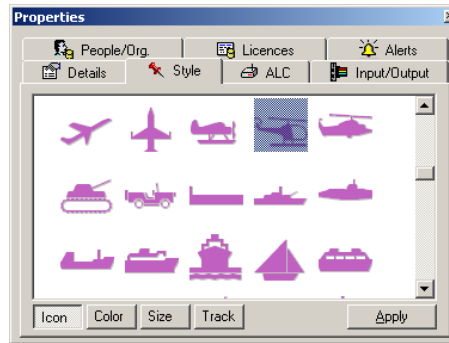 Properties
People/Org. Licences Alerts
Details Style ALC Input/Output
Icon Color Size Track Apply